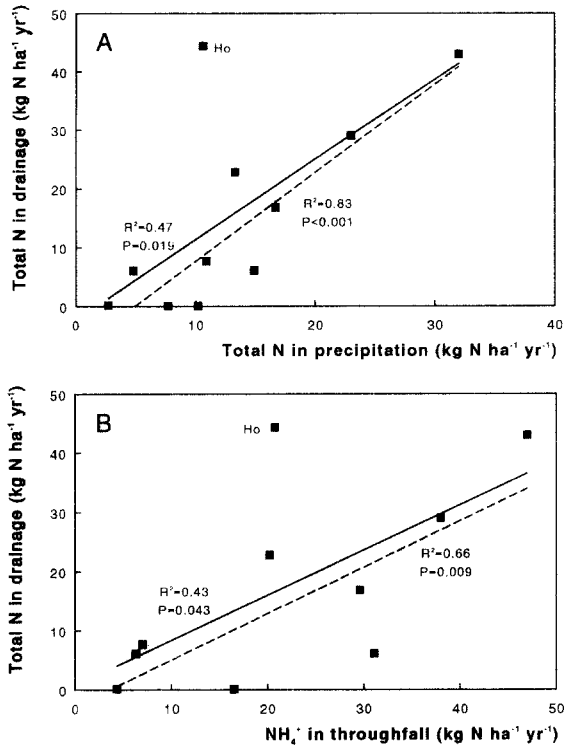 A
Ho
Total N in drainage (kg N ha⁻¹ yr⁻¹)
50
40
30
20
10
0
R²=0.47
P=0.019
R²=0.83
P<0.001
0
10
20
30
40
Total N in precipitation (kg N ha⁻¹ yr⁻¹)
B
Ho
Total N in drainage (kg N ha⁻¹ yr⁻¹)
50
40
30
20
10
0
R²=0.43
P=0.043
R²=0.66
P=0.009
0
10
20
30
40
50
NH₄⁺ in throughfall (kg N ha⁻¹ yr⁻¹)